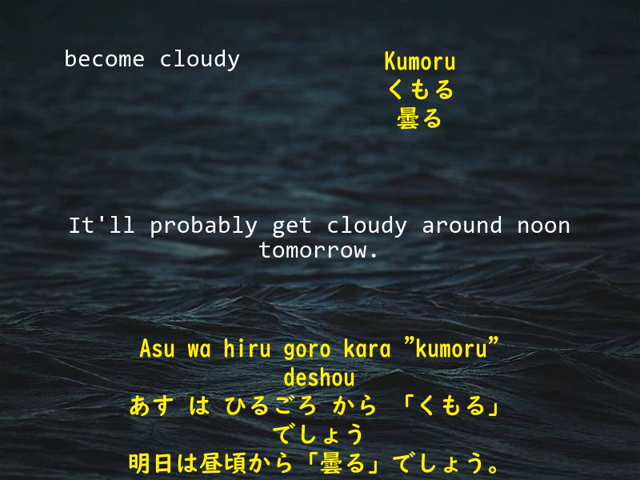 become cloudy
Kumoru
くもる
曇る
It'll probably get cloudy around noon
tomorrow.
Asu wa hiru goro kara ”kumoru”
deshou
あす は ひるごろ から 「くもる」
でしょう
明日は昼頃から「曇る」でしょう。